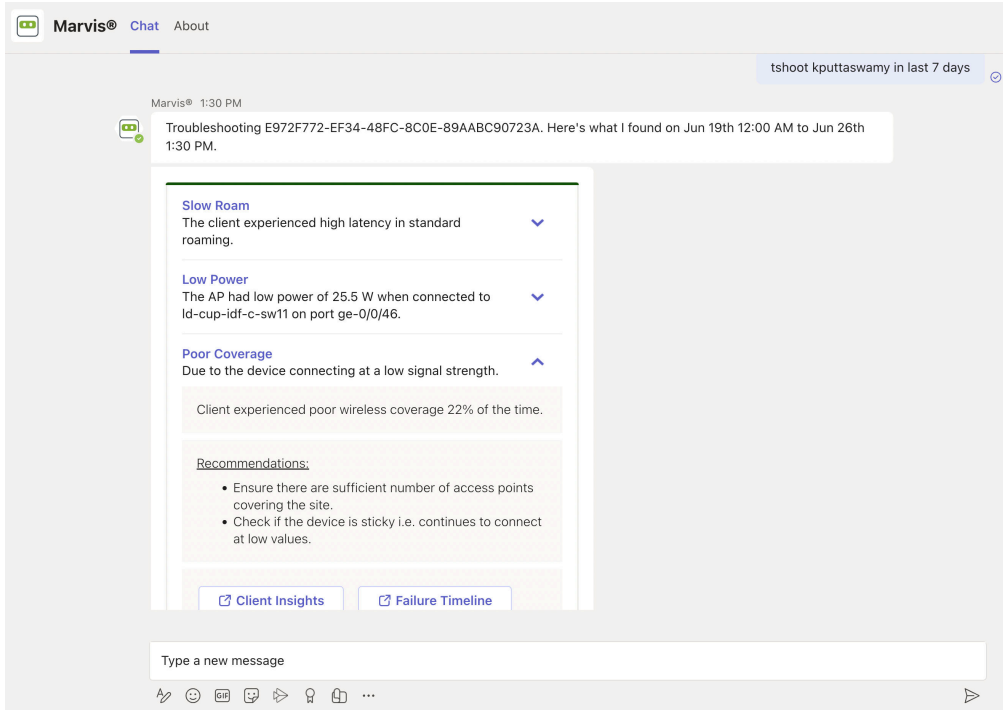 Marvis® Chat About
tshoot kputtaswamy in last 7 days
Marvis® 1:30 PM
Troubleshooting E972F772-EF34-48FC-8C0E-89AABC90723A. Here's what I found on Jun 19th 12:00 AM to Jun 26th
1:30 PM.
Slow Roam
The client experienced high latency in standard
roaming.
Low Power
The AP had low power of 25.5 W when connected to
ld-cup-idf-c-sw11 on port ge-0/0/46.
Poor Coverage
Due to the device connecting at a low signal strength.
Client experienced poor wireless coverage 22% of the time.
Recommendations:
• Ensure there are sufficient number of access points
covering the site.
• Check if the device is sticky i.e. continues to connect
at low values.
Client Insights Failure Timeline
Type a new message
GIF